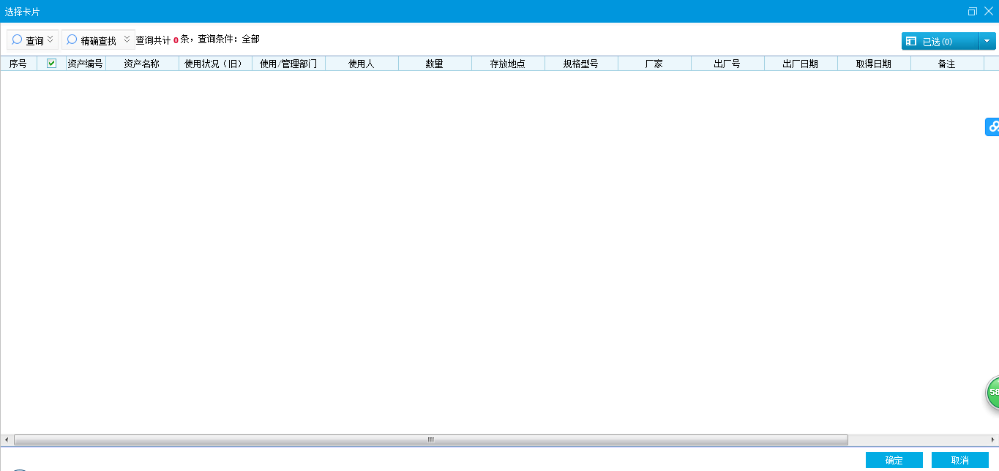 选择卡片
查询 精确查找 查询共计 0 条，查询条件：全部 已选(0)
序号 资产编号 资产名称 使用状况（旧） 使用/管理部门 使用人 数量 存放地点 规格型号 厂家 出厂号 出厂日期 取得日期 备注
58
确定 取消